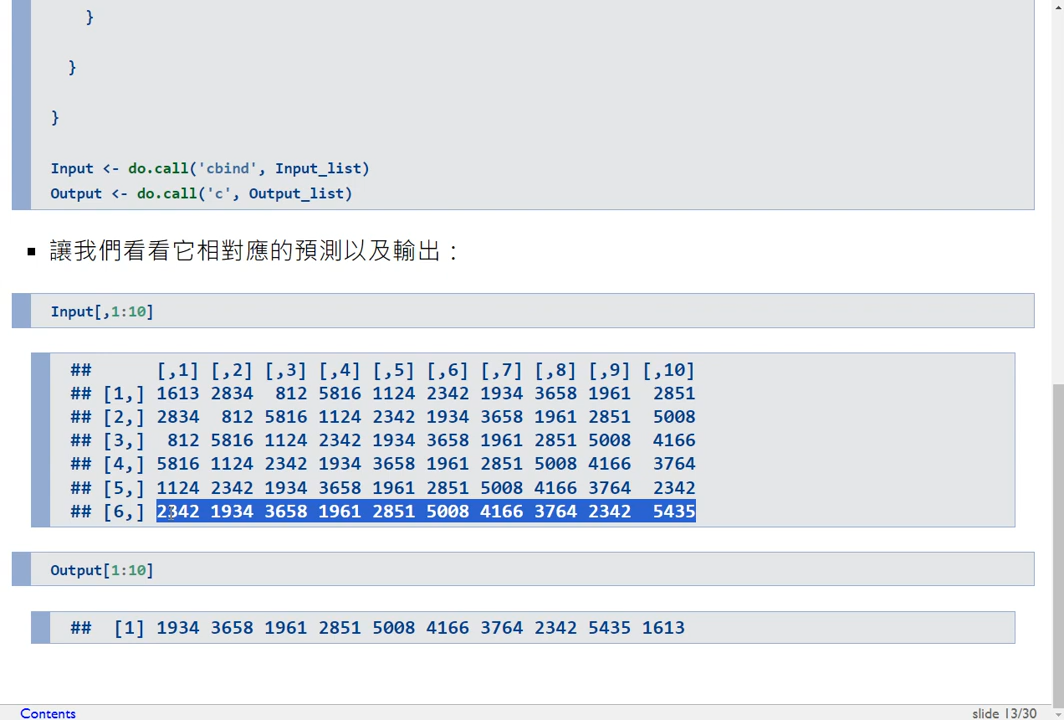 }
}
}
Input <- do.call('cbind', Input_list)
Output <- do.call('c', Output_list)
▪ 讓我們看看它相對應的預測以及輸出：
Input[,1:10]
##      [,1] [,2] [,3] [,4] [,5] [,6] [,7] [,8] [,9] [,10]
## [1,] 1613 2834  812 5816 1124 2342 1934 3658 1961  2851
## [2,] 2834  812 5816 1124 2342 1934 3658 1961 2851  5008
## [3,]  812 5816 1124 2342 1934 3658 1961 2851 5008  4166
## [4,] 5816 1124 2342 1934 3658 1961 2851 5008 4166  3764
## [5,] 1124 2342 1934 3658 1961 2851 5008 4166 3764  2342
## [6,] 2342 1934 3658 1961 2851 5008 4166 3764 2342  5435
Output[1:10]
##  [1] 1934 3658 1961 2851 5008 4166 3764 2342 5435 1613
Contents
slide 13/30